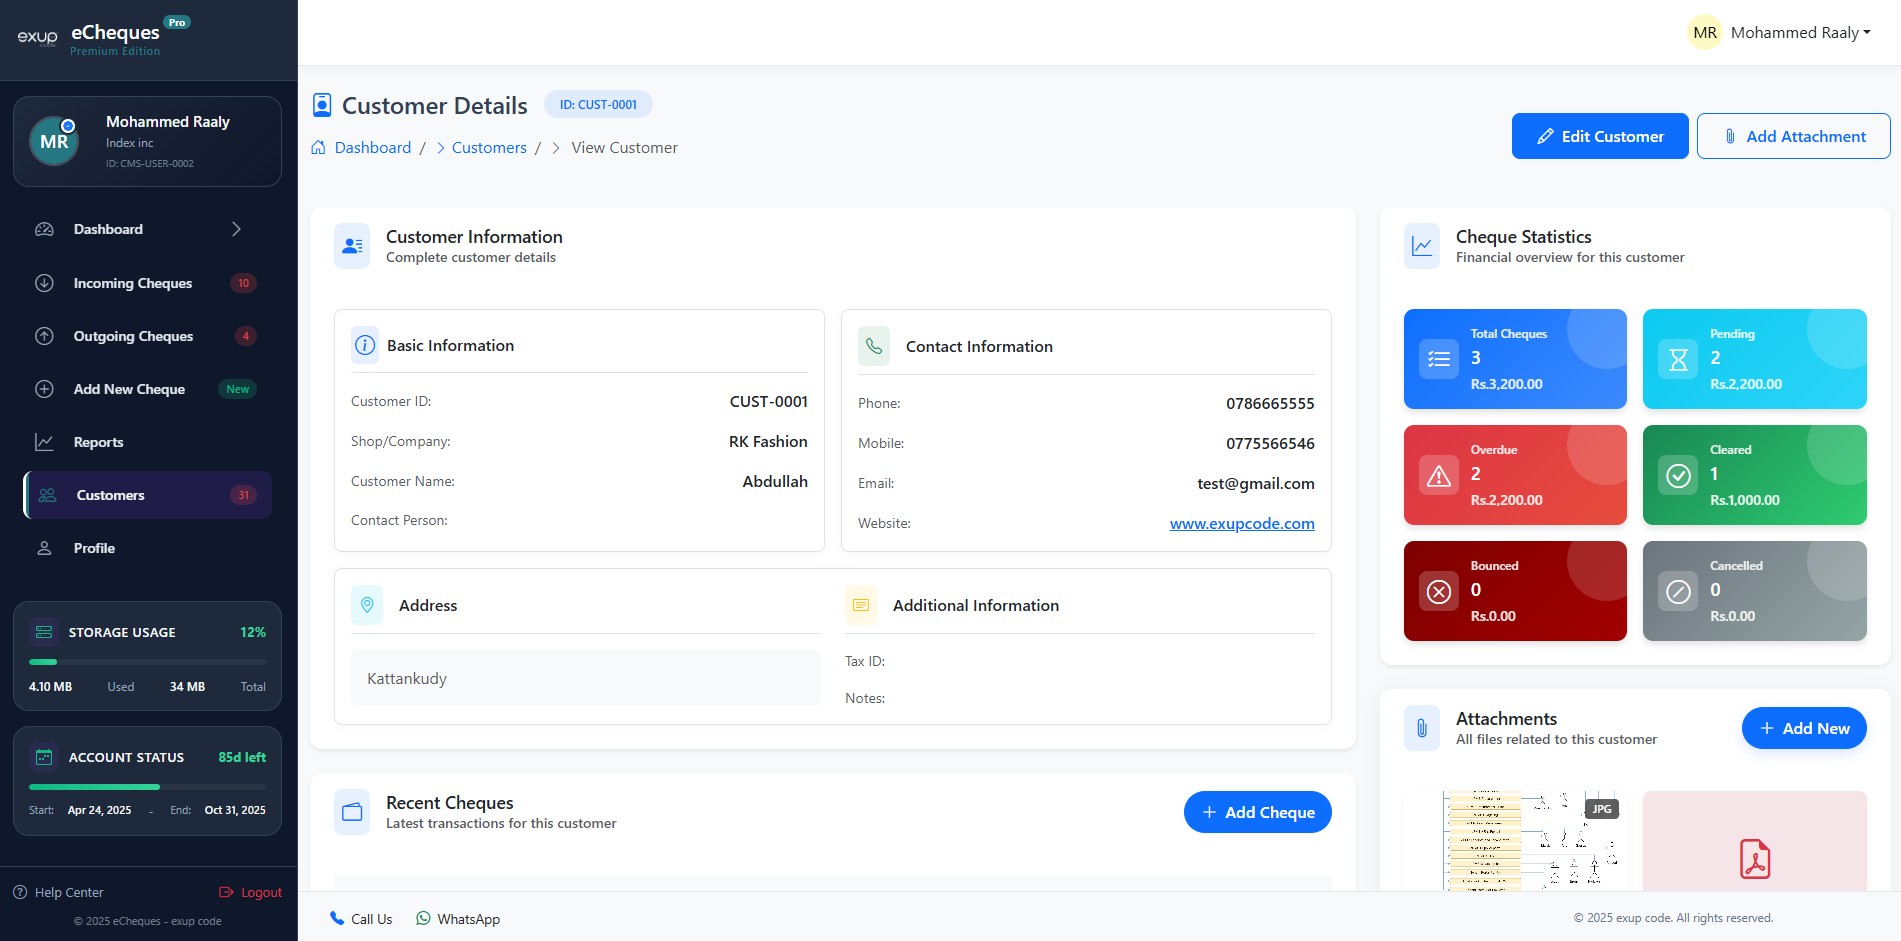 exup
eCheques Pro
Premium Edition
MR
Mohammed Raaly
Index inc
ID: CMS-USER-0002
Dashboard
Incoming Cheques 10
Outgoing Cheques 4
Add New Cheque New
Reports
Customers 31
Profile
STORAGE USAGE 12%
4.10 MB Used 34 MB Total
ACCOUNT STATUS 85d left
Start: Apr 24, 2025 - End: Oct 31, 2025
Help Center Logout
© 2025 eCheques - exup code
MR Mohammed Raaly
Customer Details ID: CUST-0001
Dashboard / Customers / View Customer
Edit Customer Add Attachment
Customer Information
Complete customer details
Basic Information
Customer ID: CUST-0001
Shop/Company: RK Fashion
Customer Name: Abdullah
Contact Person:
Contact Information
Phone: 0786665555
Mobile: 0775566546
Email: test@gmail.com
Website: www.exupcode.com
Address
Kattankudy
Additional Information
Tax ID:
Notes:
Recent Cheques
Latest transactions for this customer
Add Cheque
Cheque Statistics
Financial overview for this customer
Total Cheques
3
Rs.3,200.00
Pending
2
Rs.2,200.00
Overdue
2
Rs.2,200.00
Cleared
1
Rs.1,000.00
Bounced
0
Rs.0.00
Cancelled
0
Rs.0.00
Attachments
All files related to this customer
Add New
JPG
Call Us WhatsApp
© 2025 exup code. All rights reserved.